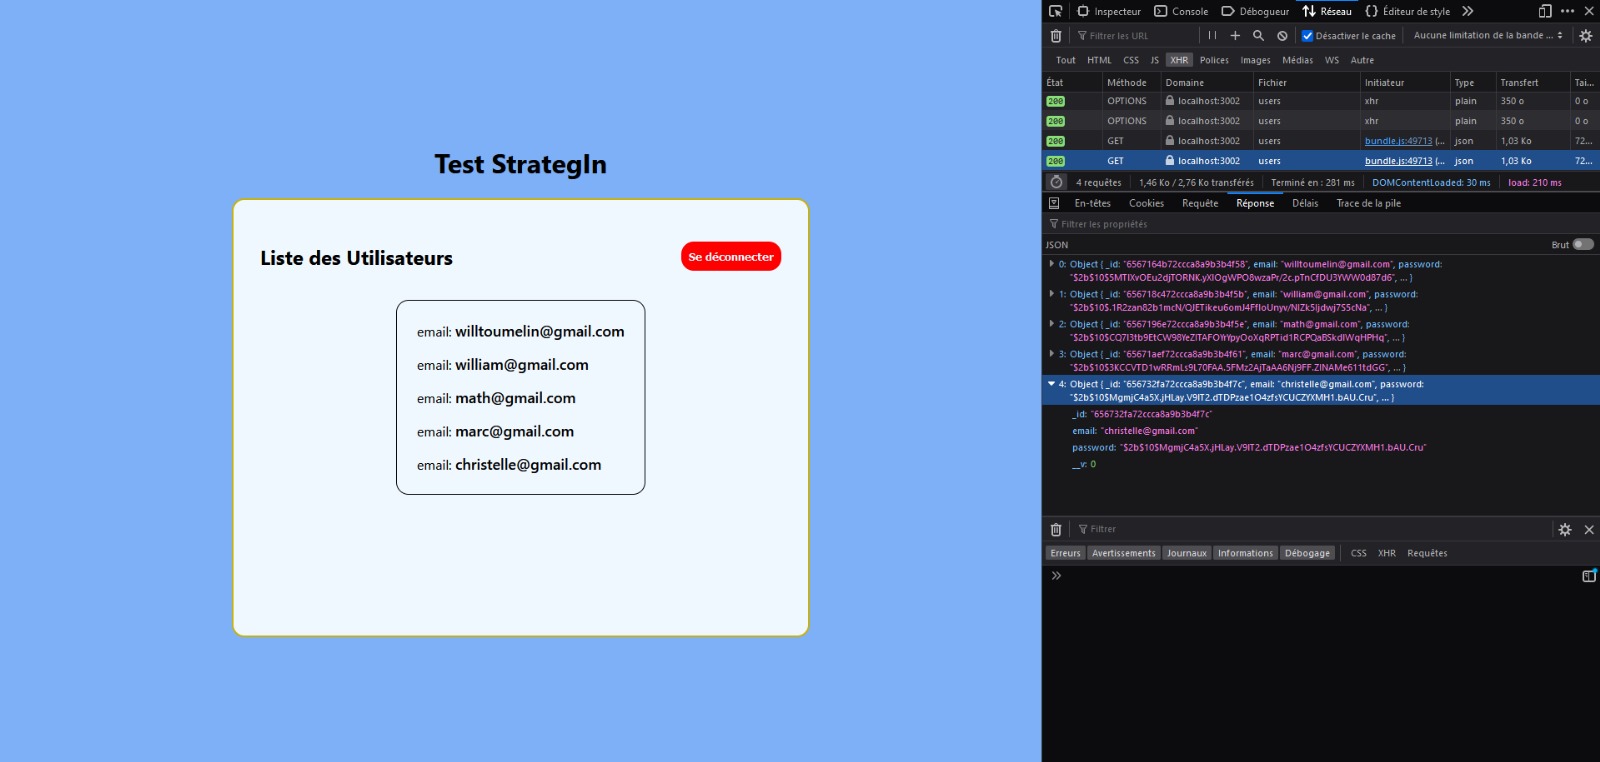 Test StrategIn
Liste des Utilisateurs
Se déconnecter
email: willtoumelin@gmail.com
email: william@gmail.com
email: math@gmail.com
email: marc@gmail.com
email: christelle@gmail.com
Inspecteur Console Débogueur Réseau Éditeur de style
Filtrer les URL Désactiver le cache Aucune limitation de la bande ...
Tout HTML CSS JS XHR Polices Images Médias WS Autre
État Méthode Domaine Fichier Initiateur Type Transfert Tai...
200 OPTIONS localhost:3002 users xhr plain 350 o 0 o
200 OPTIONS localhost:3002 users xhr plain 350 o 0 o
200 GET localhost:3002 users bundle.js:49713 (... json 1,03 Ko 72...
200 GET localhost:3002 users bundle.js:49713 (... json 1,03 Ko 72...
4 requêtes 1,46 Ko / 2,76 Ko transférés Terminé en : 281 ms DOMContentLoaded: 30 ms load: 210 ms
En-têtes Cookies Requête Réponse Délais Trace de la pile
Filtrer les propriétés
JSON Brut
0: Object { _id: "6567164b72ccca8a9b3b4f58", email: "willtoumelin@gmail.com", password:
"$2b$10$5MTIXvOEu2djTORNK.yXIOgWPO8wzaPr/2c.pTnCfDU3YWW0d87d6", ... }
1: Object { _id: "656718c472ccca8a9b3b4f5b", email: "william@gmail.com", password:
"$2b$10$.1R2zan82b1mcN/QJETikeu6omJ4FfIoUnyv/NIZk5ljdwj7S5cNa", ... }
2: Object { _id: "6567196e72ccca8a9b3b4f5e", email: "math@gmail.com", password:
"$2b$10$CQ7I3tb9EtCW98YeZlTAFOYrYpyOoXqRPTid1RCPQaBSkdIWqHPHq", ... }
3: Object { _id: "65671aef72ccca8a9b3b4f61", email: "marc@gmail.com", password:
"$2b$10$3KCCVTD1wRRmLs9L70FAA.5FMz2AjTaAA6Nj9FF.ZINAMe611tdGG", ... }
4: Object { _id: "656732fa72ccca8a9b3b4f7c", email: "christelle@gmail.com", password:
"$2b$10$MgmjC4a5X.jHLay.V9IT2.dTDPzae1O4zfsYCUCZYXMH1.bAU.Cru", ... }
_id: "656732fa72ccca8a9b3b4f7c"
email: "christelle@gmail.com"
password: "$2b$10$MgmjC4a5X.jHLay.V9IT2.dTDPzae1O4zfsYCUCZYXMH1.bAU.Cru"
__v: 0
Filtrer
Erreurs Avertissements Journaux Informations Débogage CSS XHR Requêtes